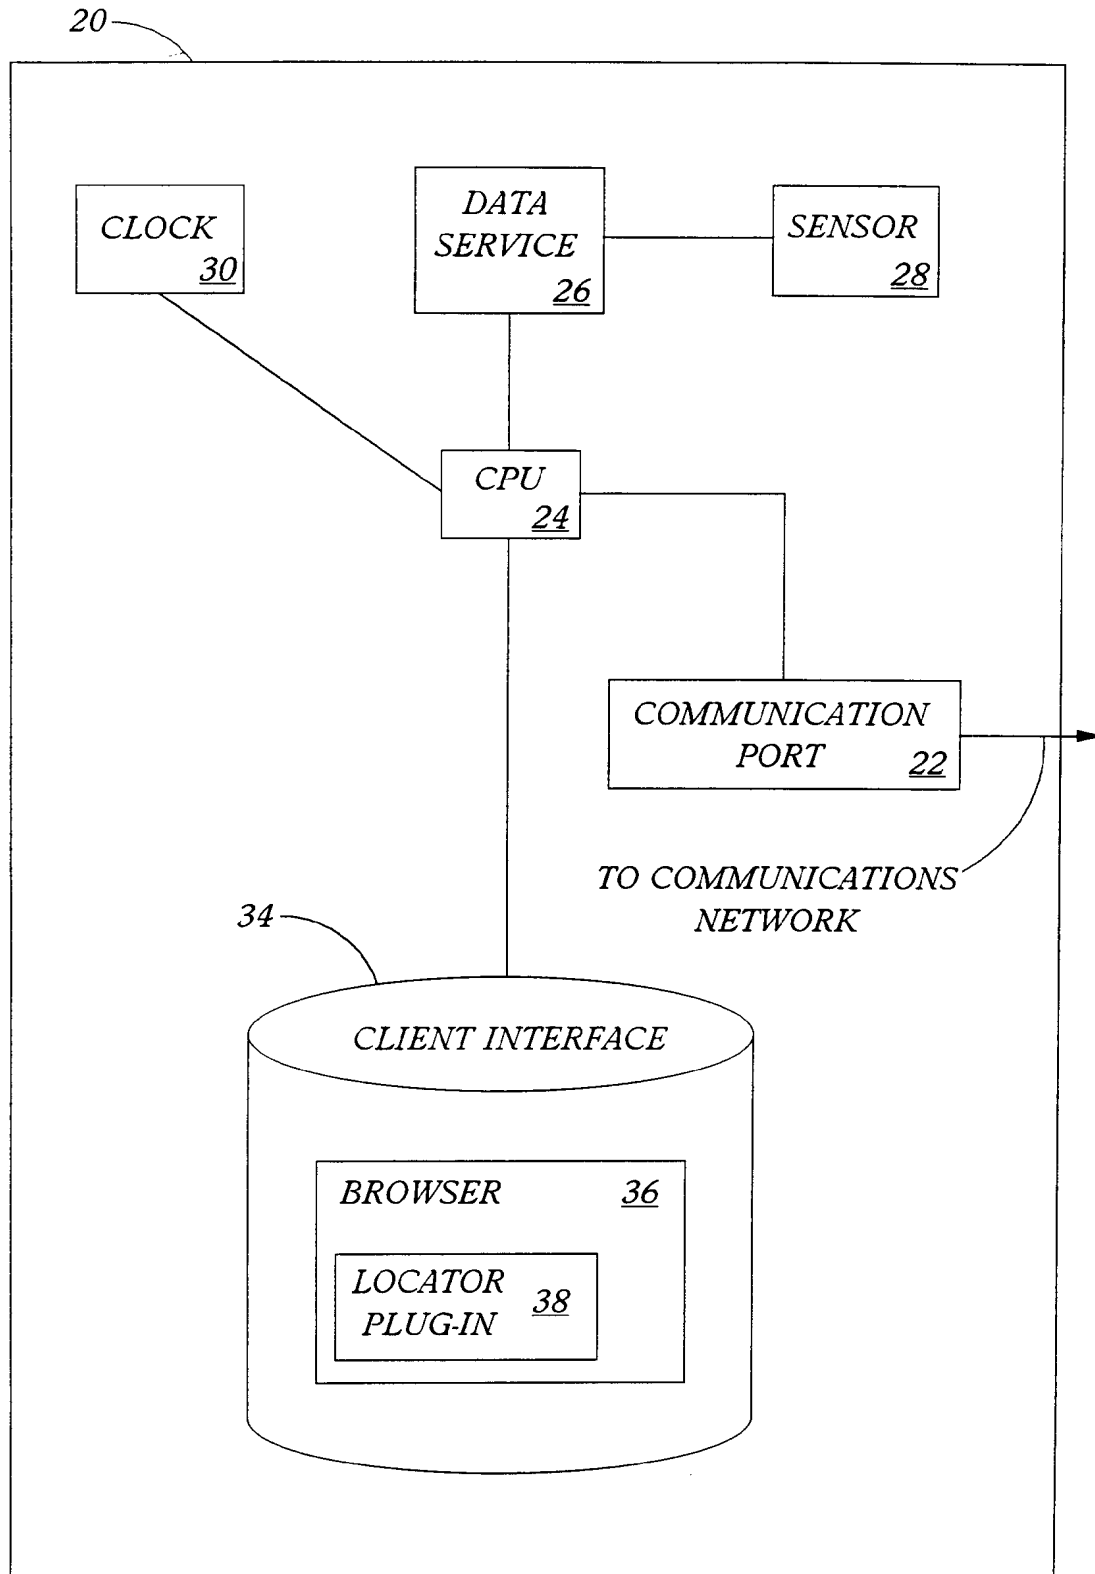 20
CLOCK
30
DATA
SERVICE
26
SENSOR
28
CPU
24
COMMUNICATION
PORT
22
TO COMMUNICATIONS
NETWORK
34
CLIENT INTERFACE
BROWSER 36
LOCATOR
PLUG-IN
38